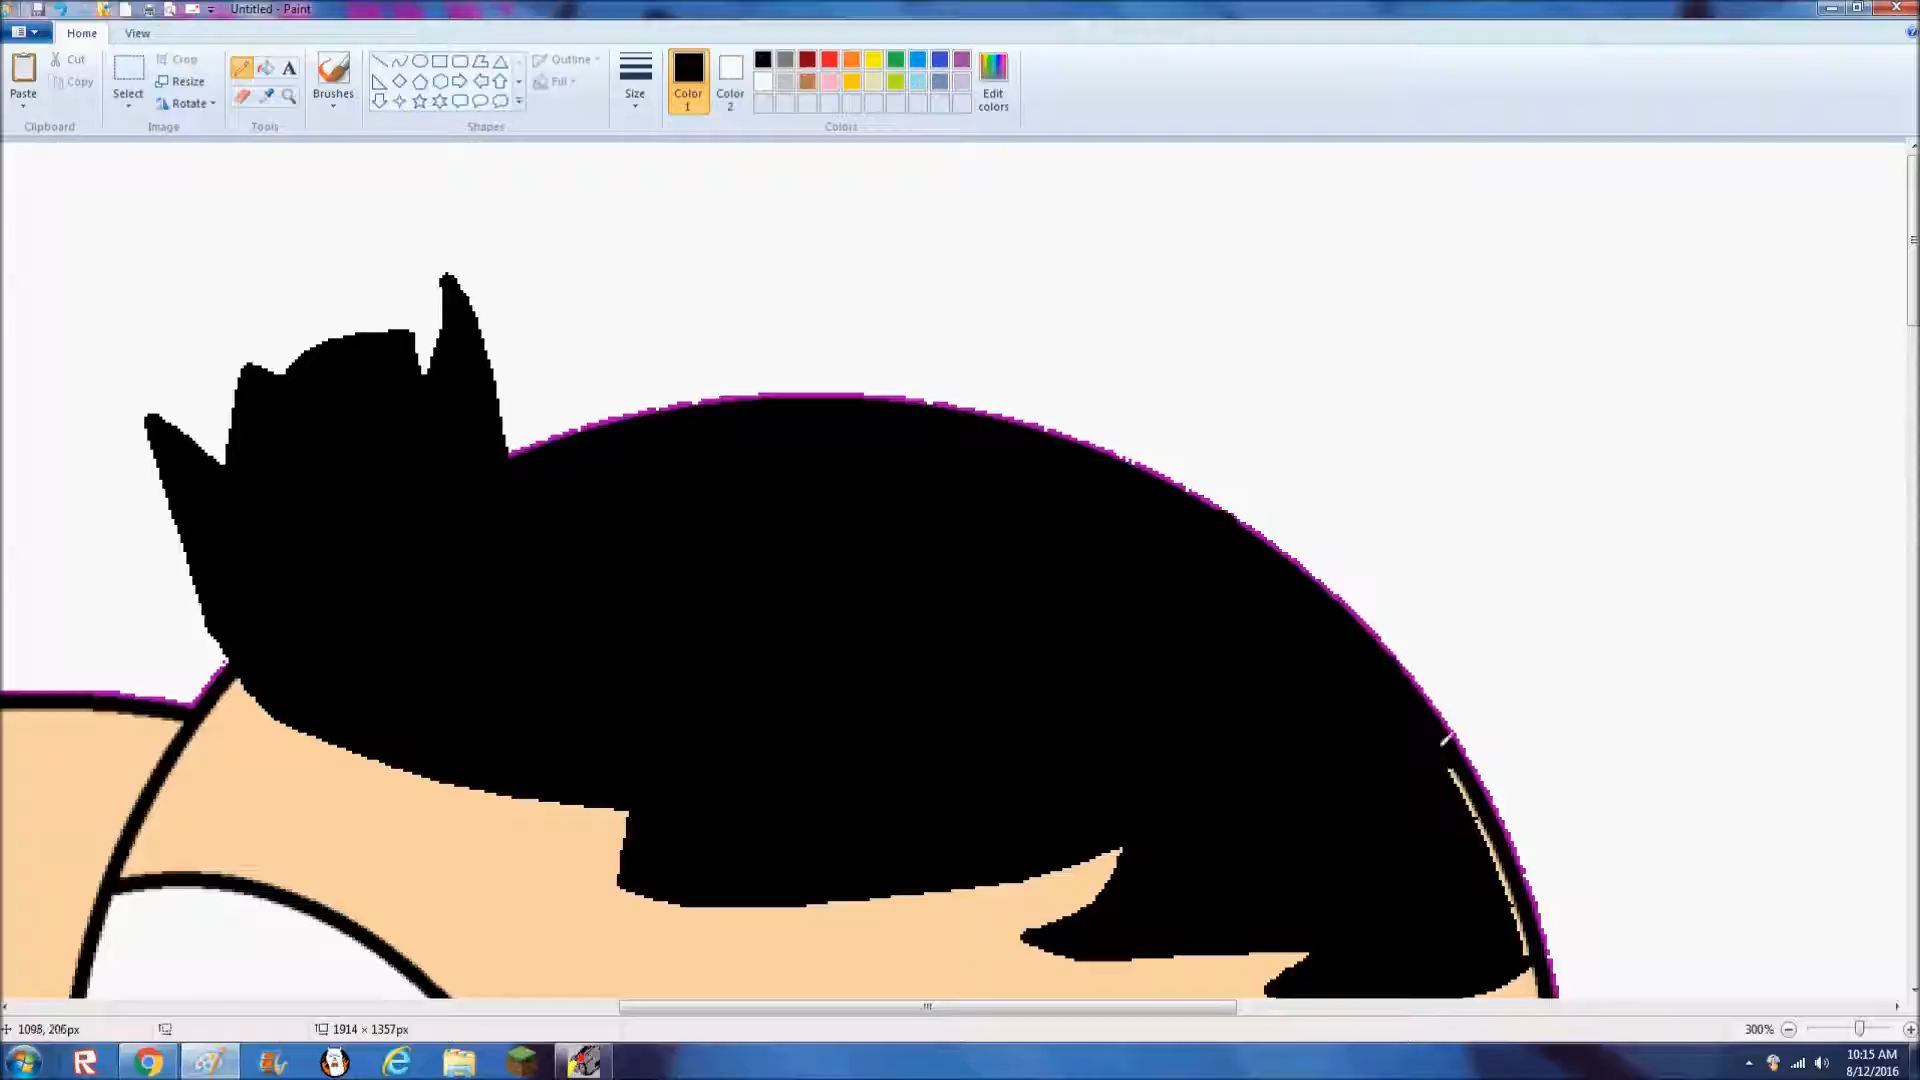 Untitled - Paint
Home View
Paste
Cut
Copy
Clipboard
Select
Crop
Resize
Rotate
Image
Tools
Brushes
Shapes
Outline
Fill
Size
Color 1
Color 2
Colors
Edit colors
1098, 206px
1914 × 1357px
300%
10:15 AM
8/12/2016